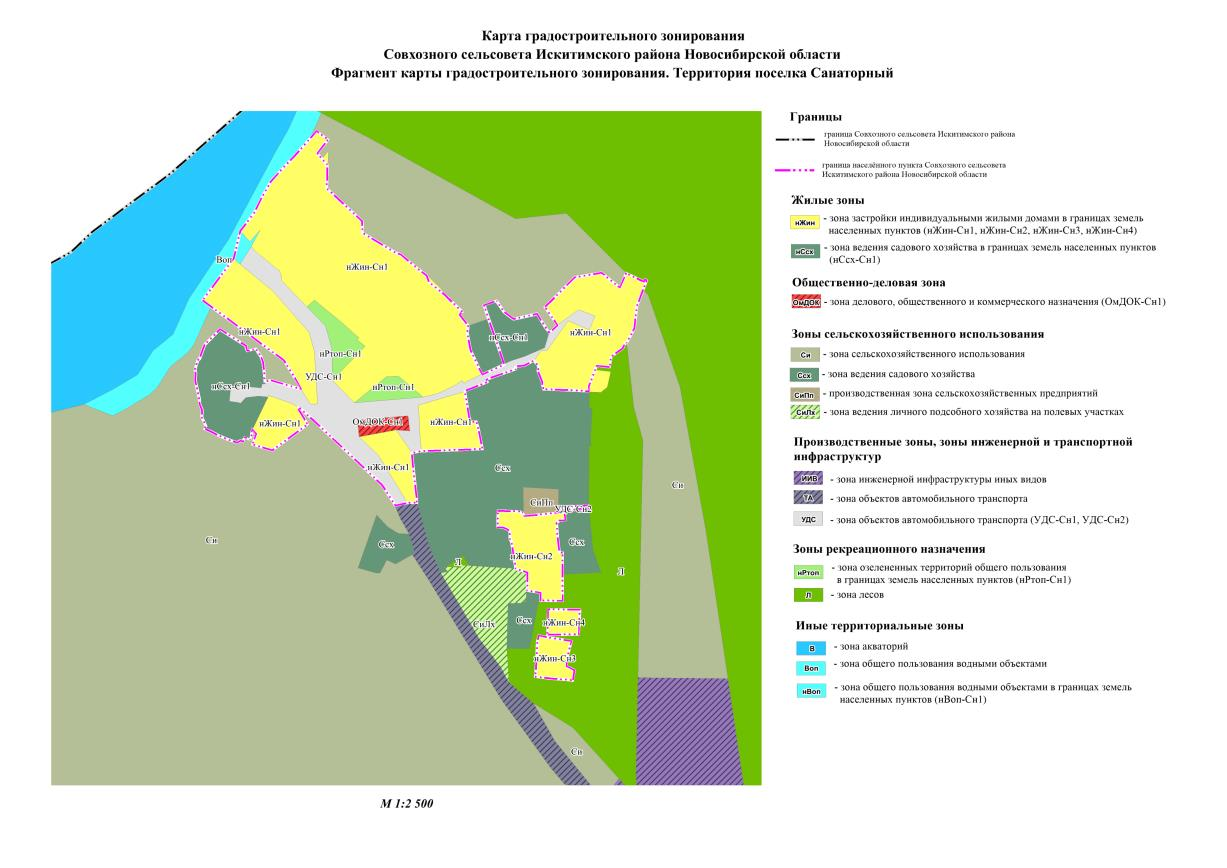 Карта градостроительного зонирования
Совхозного сельсовета Искитимского района Новосибирской области
Фрагмент карты градостроительного зонирования. Территория поселка Санаторный
Границы
граница Совхозного сельсовета Искитимского района
Новосибирской области
граница населённого пункта Совхозного сельсовета
Искитимского района Новосибирской области
Жилые зоны
нЖин - зона застройки индивидуальными жилыми домами в границах земель
населенных пунктов (нЖин-Сн1, нЖин-Сн2, нЖин-Сн3, нЖин-Сн4)
нСсх - зона ведения садового хозяйства в границах земель населенных пунктов
(нСсх-Сн1)
Общественно-деловая зона
ОмДОК - зона делового, общественного и коммерческого назначения (ОмДОК-Сн1)
Зоны сельскохозяйственного использования
Си - зона сельскохозяйственного использования
Ссх - зона ведения садового хозяйства
СиПп - производственная зона сельскохозяйственных предприятий
СиЛх - зона ведения личного подсобного хозяйства на полевых участках
Производственные зоны, зоны инженерной и транспортной
инфраструктур
ИИВ - зона инженерной инфраструктуры иных видов
ТА - зона объектов автомобильного транспорта
УДС - зона объектов автомобильного транспорта (УДС-Сн1, УДС-Сн2)
Зоны рекреационного назначения
нРтоп - зона озелененных территорий общего пользования
в границах земель населенных пунктов (нРтоп-Сн1)
Л - зона лесов
Иные территориальные зоны
В - зона акваторий
Воп - зона общего пользования водными объектами
нВоп - зона общего пользования водными объектами в границах земель
населенных пунктов (нВоп-Сн1)
Воп
нЖин-Сн1
нЖин-Сн1
нЖин-Сн1
нСсх-Сн1
нРтоп-Сн1
УДС-Сн1
нСсх-Сн1
нРтоп-Сн1
нЖин-Сн1
ОмДОК-Сн1
нЖин-Сн1
нЖин-Сн1
Ссх
Си
СиПп
УДС-Сн2
Си
Ссх
Ссх
нЖин-Сн2
Л
Л
СиЛх
Ссх
нЖин-Сн4
нЖин-Сн3
Си
М 1:2 500